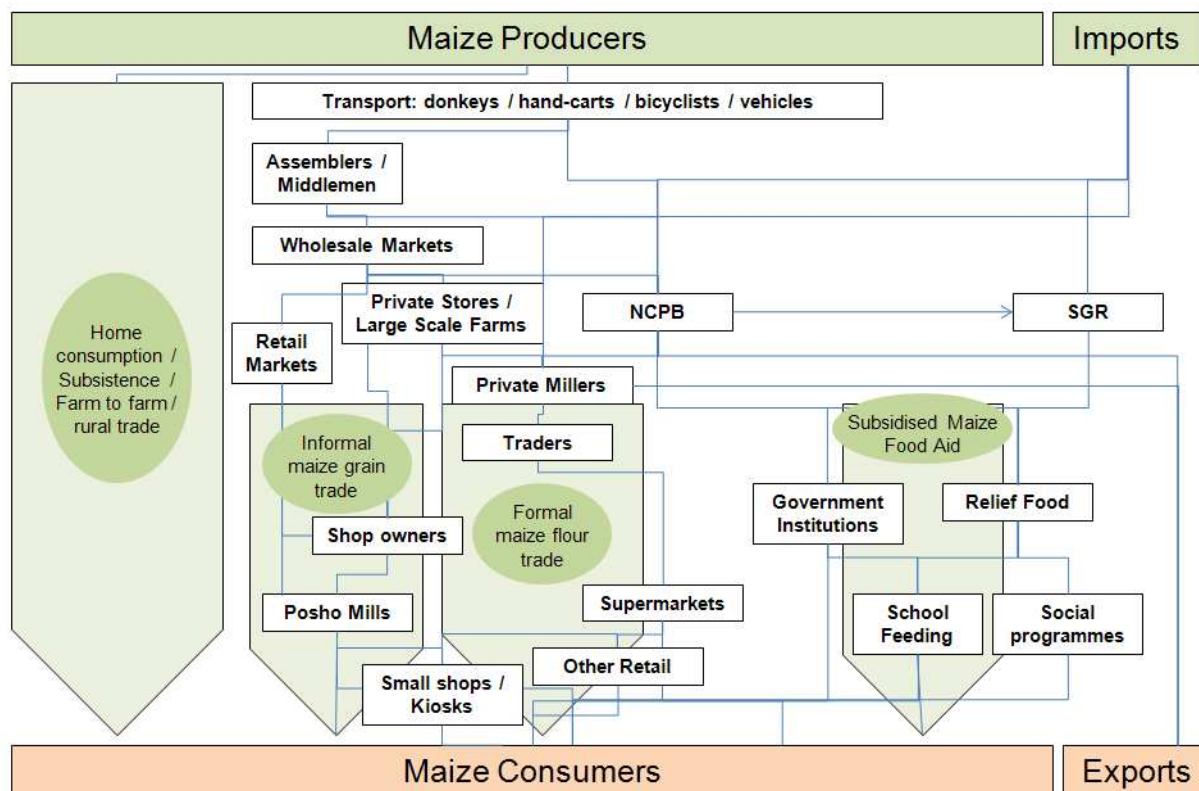 Maize Producers
Imports
Transport: donkeys / hand-carts / bicyclists / vehicles
Assemblers /
Middlemen
Wholesale Markets
Private Stores /
Large Scale Farms
NCPB
SGR
Home
consumption /
Subsistence /
Farm to farm /
rural trade
Retail
Markets
Private Millers
Informal
maize grain
trade
Traders
Subsidised Maize
Food Aid
Government
Institutions
Relief Food
Formal
maize flour
trade
Shop owners
Posho Mills
Supermarkets
School
Feeding
Social
programmes
Other Retail
Small shops /
Kiosks
Maize Consumers
Exports